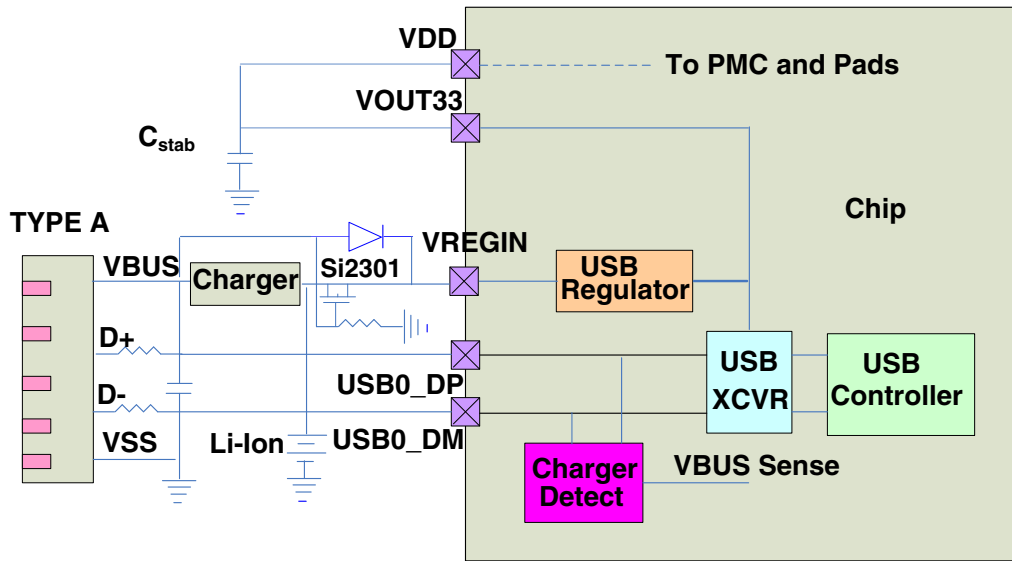 VDD
To PMC and Pads
VOUT33
Cstab
Chip
TYPE A
VREGIN
VBUS
Charger
Si2301
USB
Regulator
D+
USB
XCVR
USB
Controller
D-
USB0_DP
VSS
Li-Ion
USB0_DM
Charger
Detect
VBUS Sense